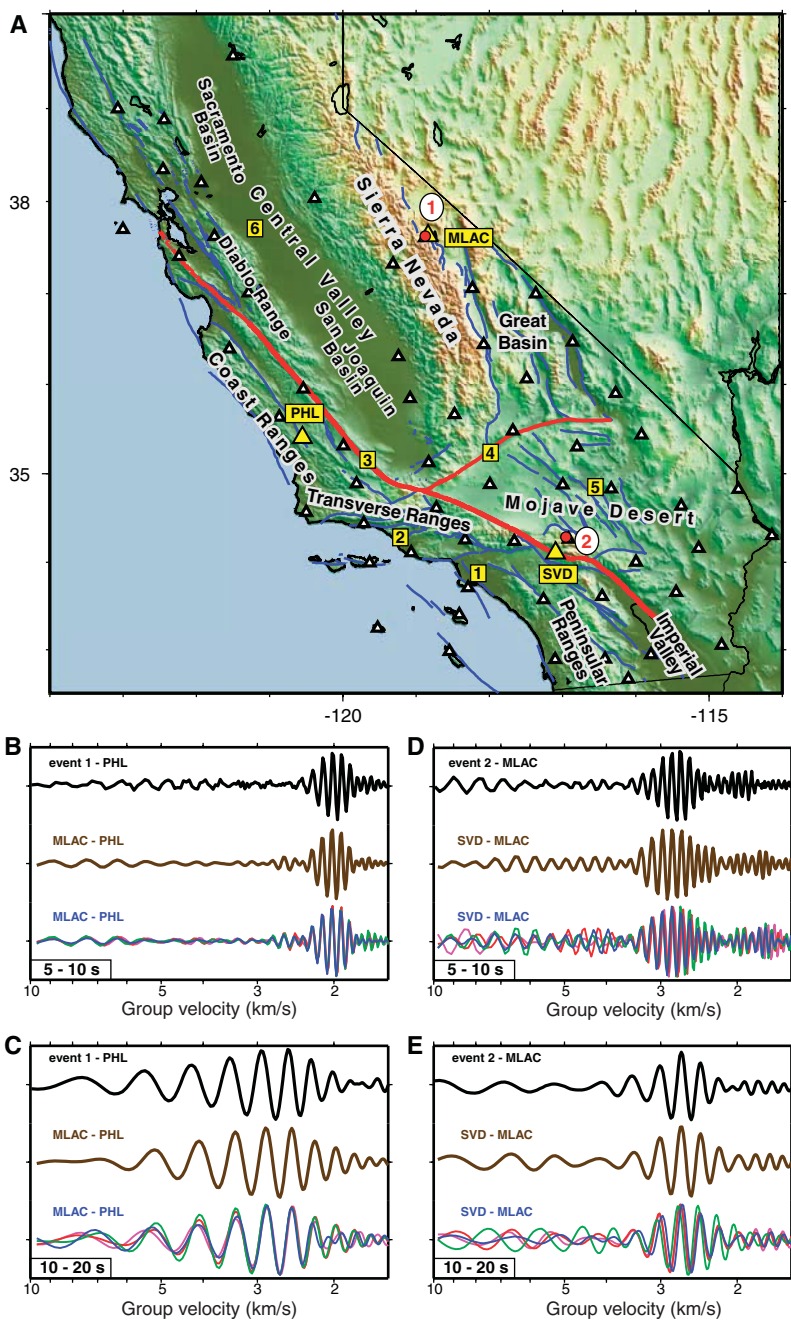 A
38
35
-120
-115
Sacramento
Basin
Central Valley
San Joaquin
Basin
Sierra Nevada
1
MLAC
6
Diablo Range
Great
Basin
Coast Ranges
PHL
3
4
5
Mojave Desert
Transverse Ranges
2
2
1
SVD
Peninsular
Ranges
Imperial
Valley
B
event 1 - PHL
MLAC - PHL
MLAC - PHL
5 - 10 s
10 5 3 2
Group velocity (km/s)
D
event 2 - MLAC
SVD - MLAC
SVD - MLAC
5 - 10 s
10 5 3 2
Group velocity (km/s)
C
event 1 - PHL
MLAC - PHL
MLAC - PHL
10 - 20 s
10 5 3 2
Group velocity (km/s)
E
event 2 - MLAC
SVD - MLAC
SVD - MLAC
10 - 20 s
10 5 3 2
Group velocity (km/s)